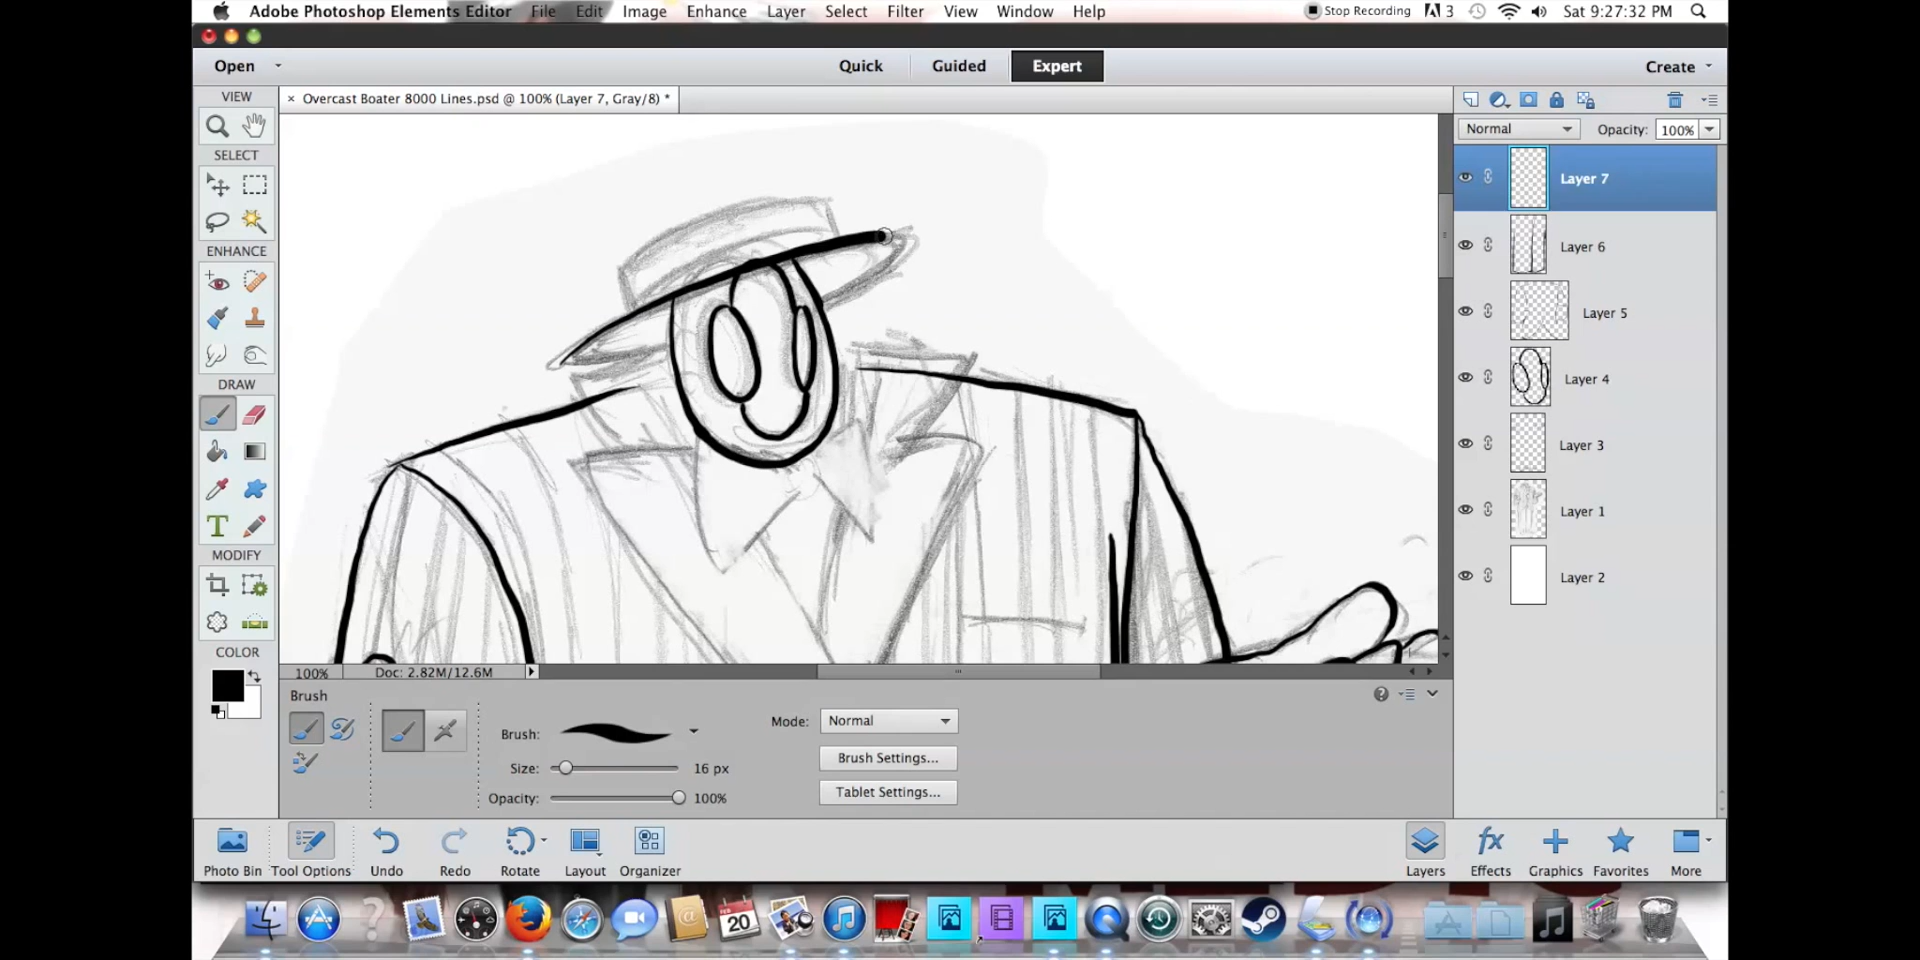 Adobe Photoshop Elements Editor File Edit Image Enhance Layer Select Filter View Window Help Stop Recording 3 Sat 9:27:32 PM
Open Quick Guided Expert Create
VIEW
× Overcast Boater 8000 Lines.psd @ 100% (Layer 7, Gray/8) *
Normal Opacity: 100%
SELECT
Layer 7
Layer 6
ENHANCE
Layer 5
Layer 4
DRAW
Layer 3
Layer 1
T
MODIFY
Layer 2
COLOR
100% Doc: 2.82M/12.6M
Brush
Brush: Mode: Normal
Size: 16 px Brush Settings...
Opacity: 100% Tablet Settings...
fx
Photo Bin Tool Options Undo Redo Rotate Layout Organizer Layers Effects Graphics Favorites More
FEB
20